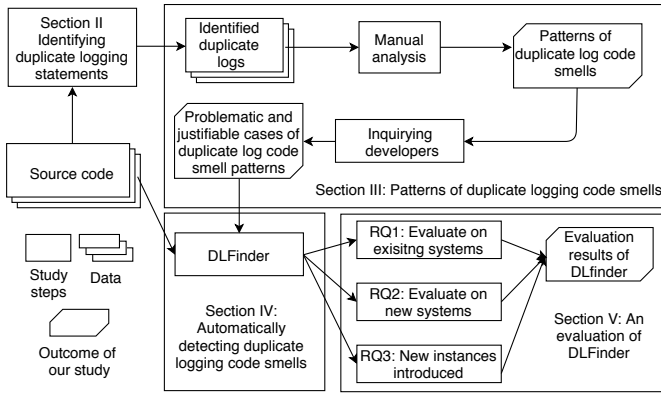 Section II
Identifying
duplicate logging
statements
Identified
duplicate
logs
Manual
analysis
Patterns of
duplicate log code
smells
Problematic and
justifiable cases of
duplicate log code
smell patterns
Inquirying
developers
Section III: Patterns of duplicate logging code smells
Source code
Study
steps
Data
Outcome of
our study
DLFinder
Section IV:
Automatically
detecting duplicate
logging code smells
RQ1: Evaluate on
exisitng systems
RQ2: Evaluate on
new systems
RQ3: New instances
introduced
Evaluation
results of
DLfinder
Section V: An
evaluation of
DLFinder